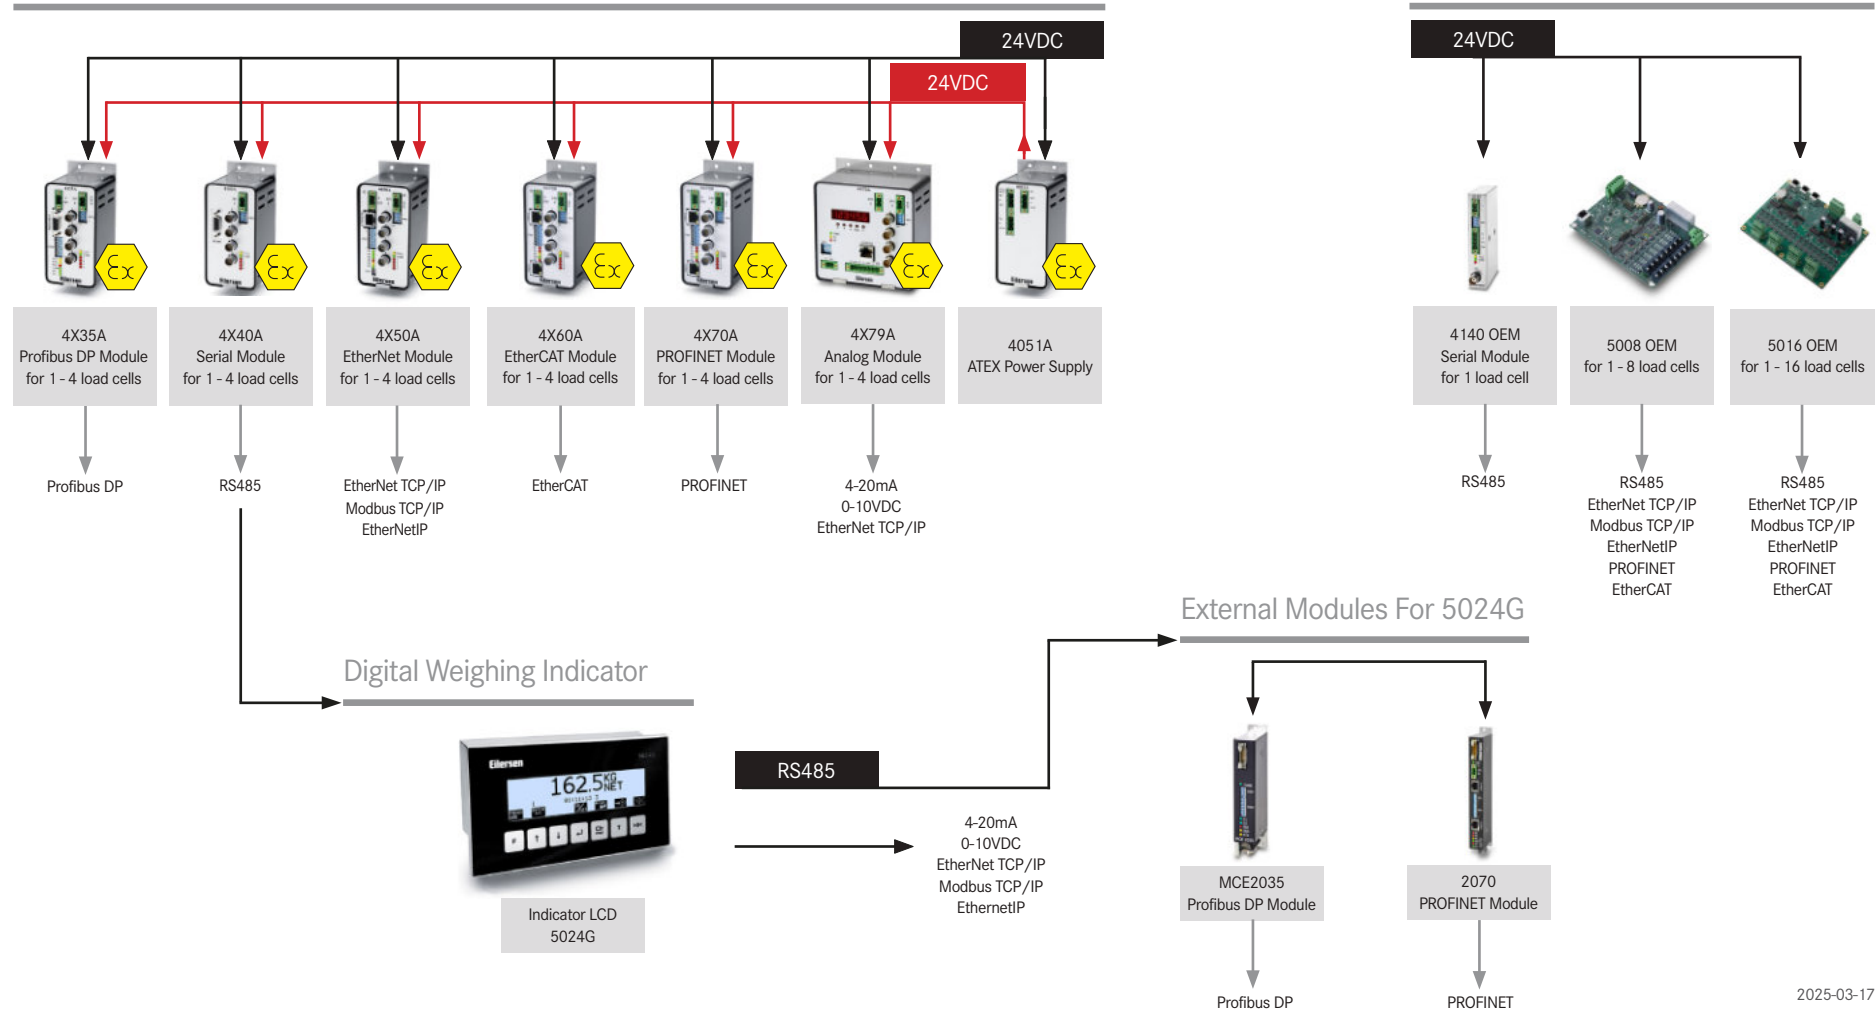 24VDC
24VDC
24VDC
4X35A
Profibus DP Module
for 1 - 4 load cells
4X40A
Serial Module
for 1 - 4 load cells
4X50A
EtherNet Module
for 1 - 4 load cells
4X60A
EtherCAT Module
for 1 - 4 load cells
4X70A
PROFINET Module
for 1 - 4 load cells
4X79A
Analog Module
for 1 - 4 load cells
4051A
ATEX Power Supply
4140 OEM
Serial Module
for 1 load cell
5008 OEM
for 1 - 8 load cells
5016 OEM
for 1 - 16 load cells
Profibus DP
RS485
EtherNet TCP/IP
Modbus TCP/IP
EtherNetIP
EtherCAT
PROFINET
4-20mA
0-10VDC
EtherNet TCP/IP
RS485
RS485
EtherNet TCP/IP
Modbus TCP/IP
EtherNetIP
PROFINET
EtherCAT
RS485
EtherNet TCP/IP
Modbus TCP/IP
EtherNetIP
PROFINET
EtherCAT
External Modules For 5024G
Digital Weighing Indicator
Eilersen
162.5 KG
NET
RS485
4-20mA
0-10VDC
EtherNet TCP/IP
Modbus TCP/IP
EthernetIP
Indicator LCD
5024G
MCE2035
Profibus DP Module
2070
PROFINET Module
Profibus DP
PROFINET
2025-03-17